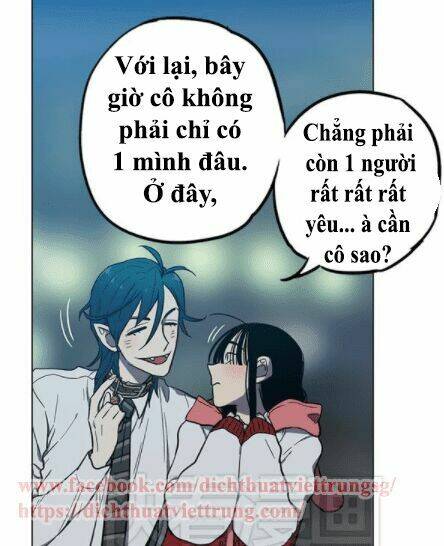 Với lại, bây
giờ cô không
phải chỉ có
1 mình đâu.
Ở đây,
Chẳng phải
còn 1 người
rất rất rất
yêu... à cần
cô sao?
www.facebook.com/dichthuatviettrungsg/
https://dichthuatviettrung.com/